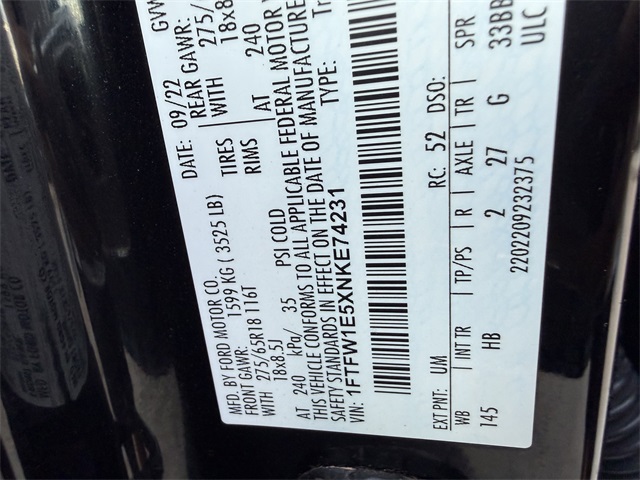 MFD. BY FORD MOTOR CO.
DATE: 09/22
GVW
FRONT GAWR: 1599 KG ( 3525 LB)
REAR GAWR:
WITH 275/65R18 116T TIRES WITH 275/
18x8.5J RIMS 18x8
AT 240 kPa/ 35 PSI COLD AT 240
THIS VEHICLE CONFORMS TO ALL APPLICABLE FEDERAL MOTOR
SAFETY STANDARDS IN EFFECT ON THE DATE OF MANUFACTURE
VIN: 1FTFW1E5XNKE74231
TYPE: Tr
EXT PNT: UM RC: 52 DSO:
WB INT TR TP/PS R AXLE TR SPR
145 HB 2 27 G 33BB
2202209232375 ULC